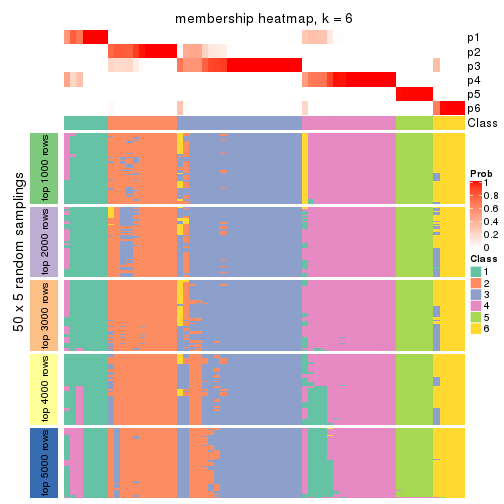 membership heatmap, k = 6
p1
p2
p3
p4
p5
p6
Class
50 x 5 random samplings
top 1000 rows
top 2000 rows
top 3000 rows
top 4000 rows
top 5000 rows
Prob
1
0.8
0.6
0.4
0.2
0
Class
1
2
3
4
5
6